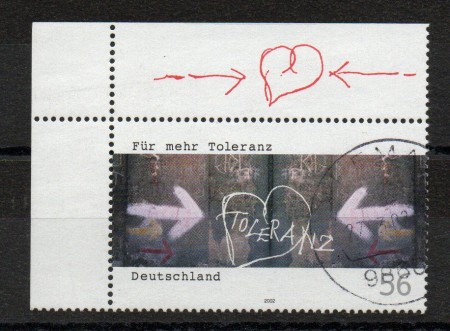 Für mehr Toleranz
TOLERANZ
Deutschland
2002
56